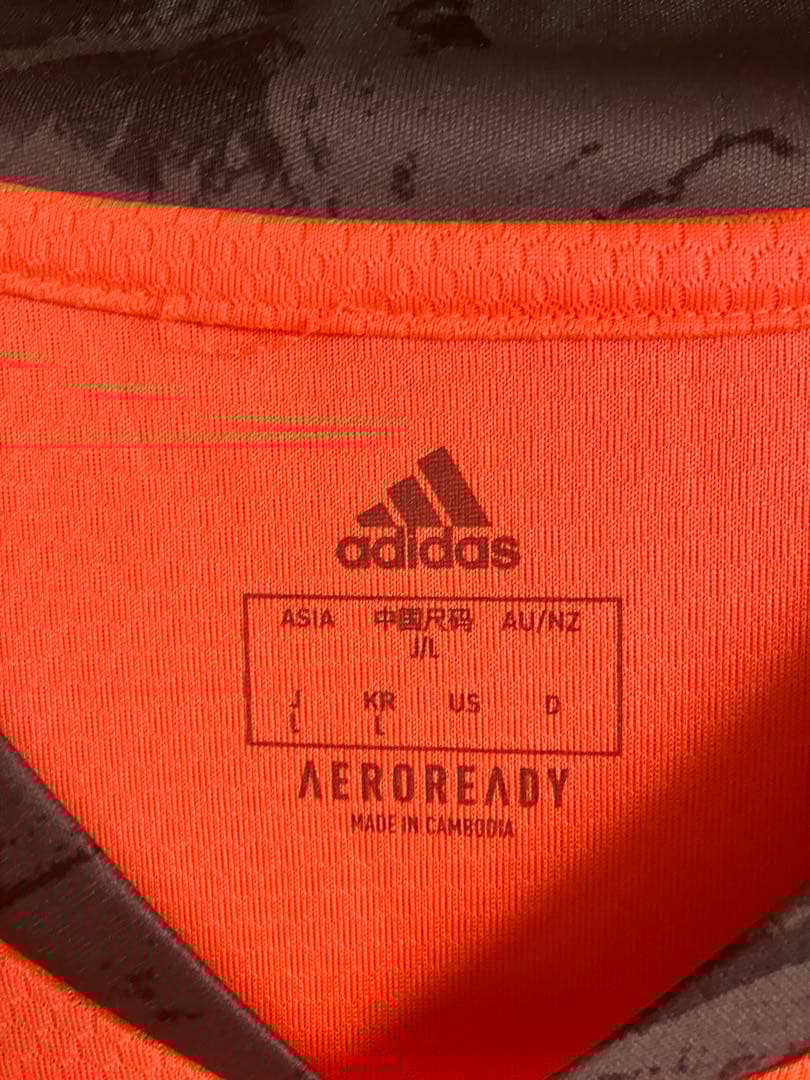 adidas
ASIA 中国尺码 AU/NZ
J/L
J KR US D
L L
AEROREADY
MADE IN CAMBODIA